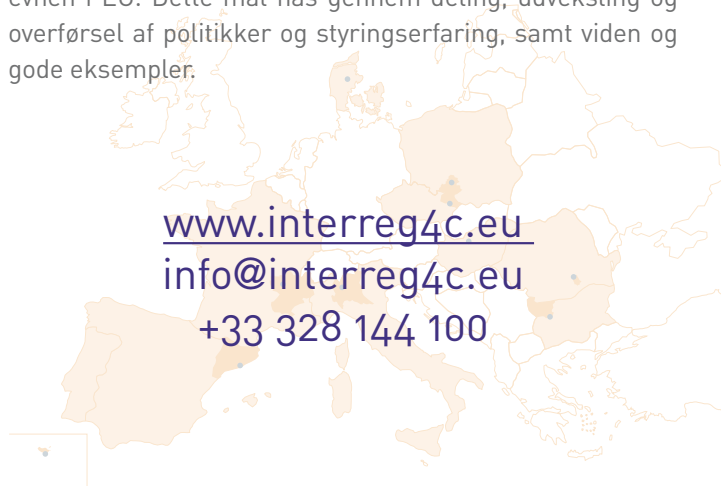 overførsel af politikker og styringserfaring, samt viden og
gode eksempler.
www.interreg4c.eu
info@interreg4c.eu
+33 328 144 100